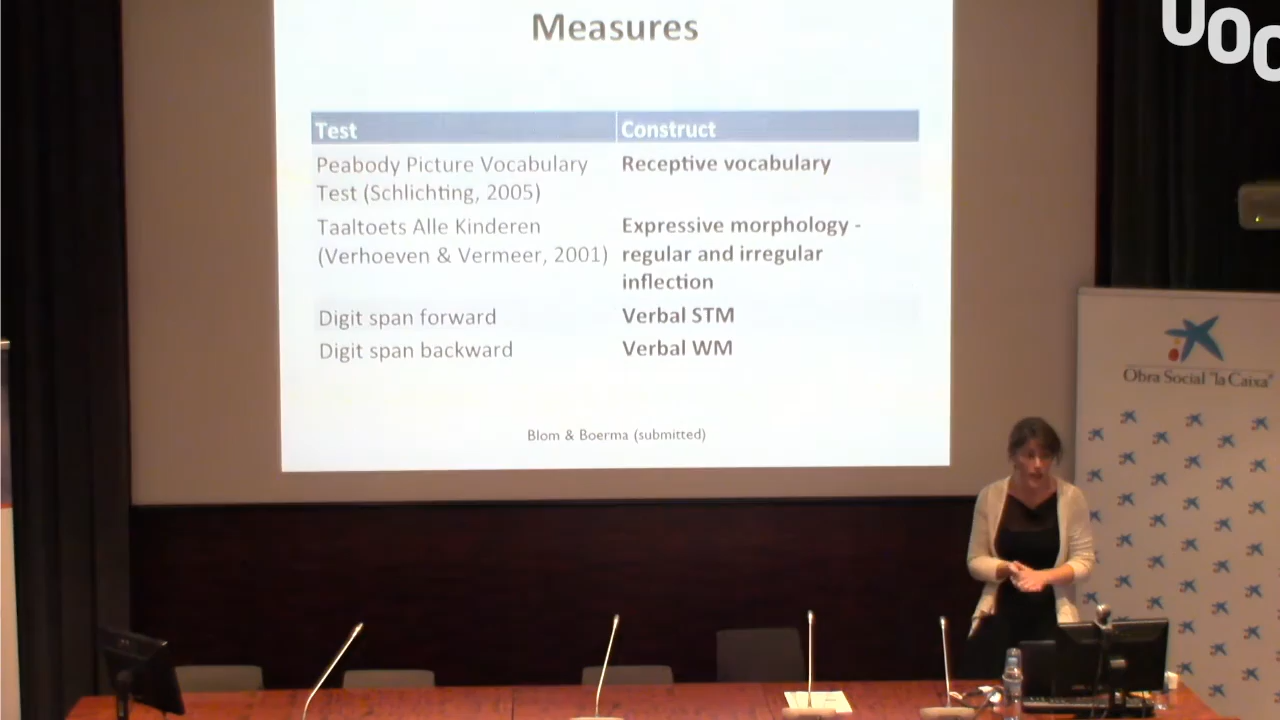 Measures
UOC
Test
Construct
Peabody Picture Vocabulary
Test (Schlichting, 2005)
Receptive vocabulary
Taaltoets Alle Kinderen
(Verhoeven & Vermeer, 2001)
Expressive morphology -
regular and irregular
inflection
Digit span forward
Verbal STM
Digit span backward
Verbal WM
Blom & Boerma (submitted)
Obra Social "la Caixa"